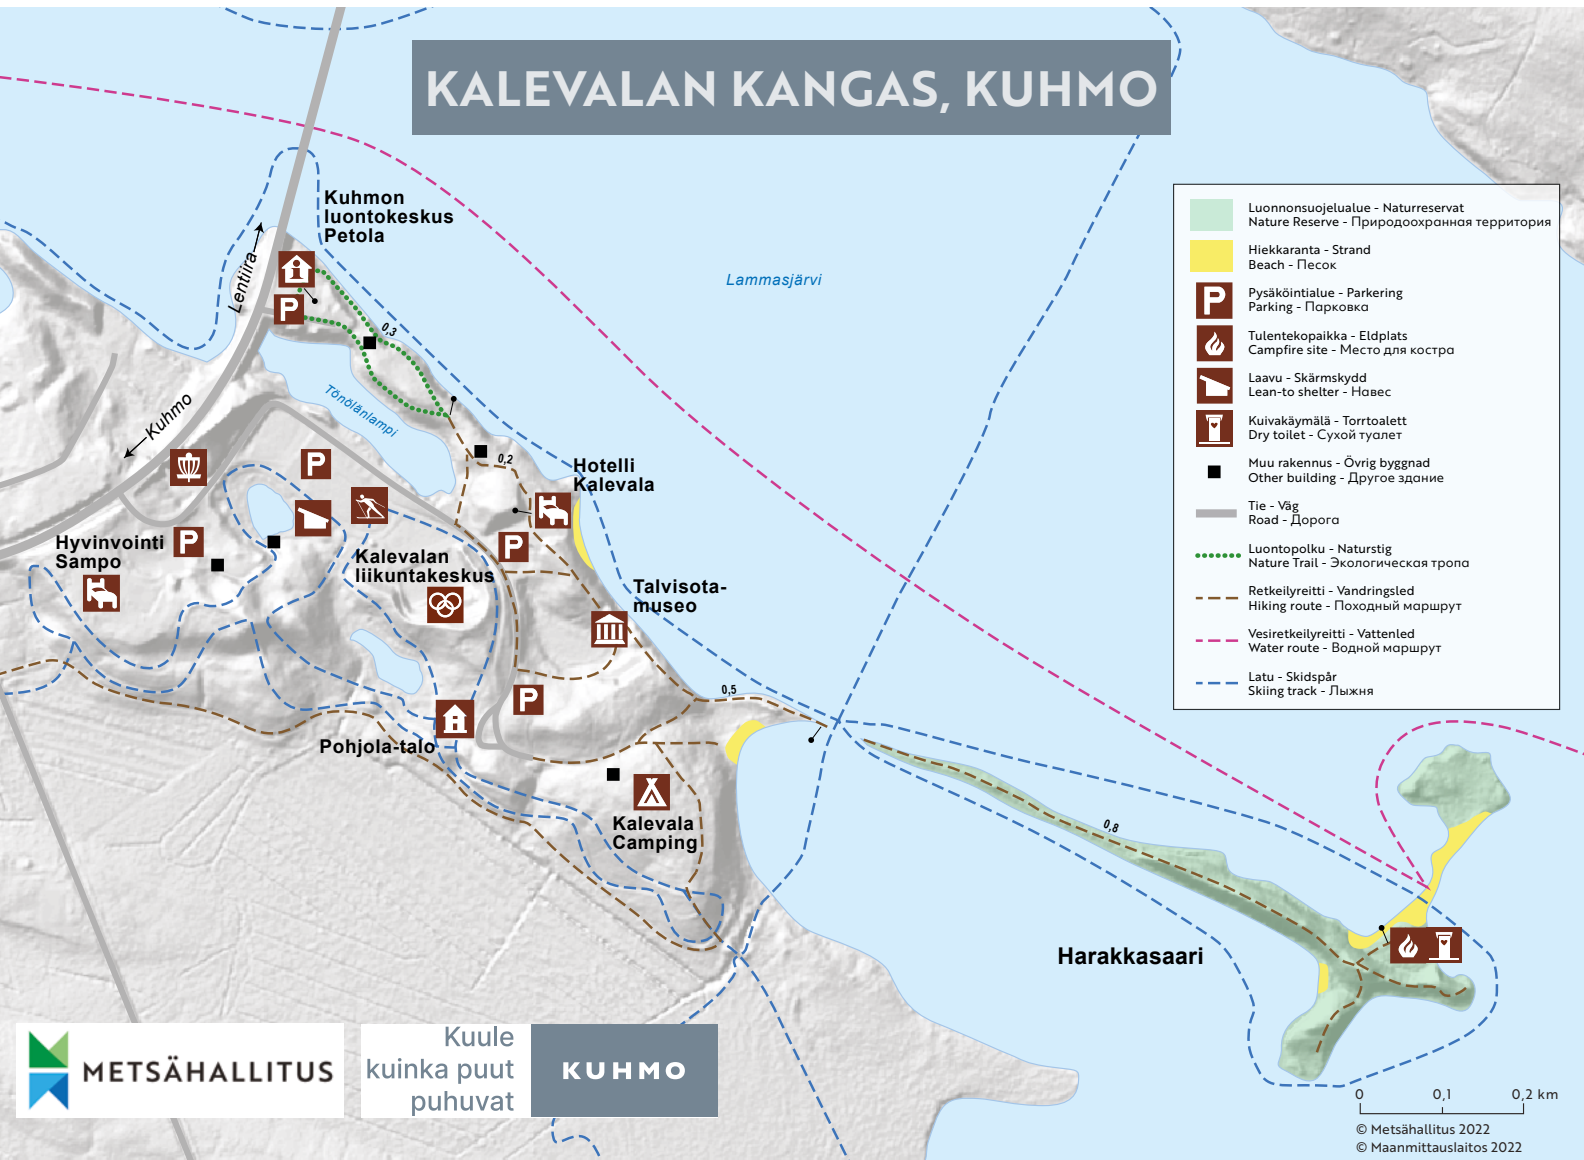 KALEVALAN KANGAS, KUHMO
Kuhmon
luontokeskus
Petola
Lentiira
P
0,3
Lammasjärvi
Tönölänlampi
Kuhmo
0,2
Hotelli
Kalevala
P
Hyvinvointi
Sampo
P
Kalevalan
liikuntakeskus
P
Talvisota-
museo
0,5
P
Pohjola-talo
Kalevala
Camping
0,8
Harakkasaari
Luonnonsuojelualue - Naturreservat
Nature Reserve - Природоохранная территория
Hiekkaranta - Strand
Beach - Песок
P
Pysäköintialue - Parkering
Parking - Парковка
Tulentekopaikka - Eldplats
Campfire site - Место для костра
Laavu - Skärmskydd
Lean-to shelter - Навес
Kuivakäymälä - Torrtoalett
Dry toilet - Сухой туалет
Muu rakennus - Övrig byggnad
Other building - Другое здание
Tie - Väg
Road - Дорога
Luontopolku - Naturstig
Nature Trail - Экологическая тропа
Retkeilyreitti - Vandringsled
Hiking route - Походный маршрут
Vesiretkeilyreitti - Vattenled
Water route - Водной маршрут
Latu - Skidspår
Skiing track - Лыжня
METSÄHALLITUS
Kuule
kuinka puut
puhuvat
KUHMO
0 0,1 0,2 km
© Metsähallitus 2022
© Maanmittauslaitos 2022